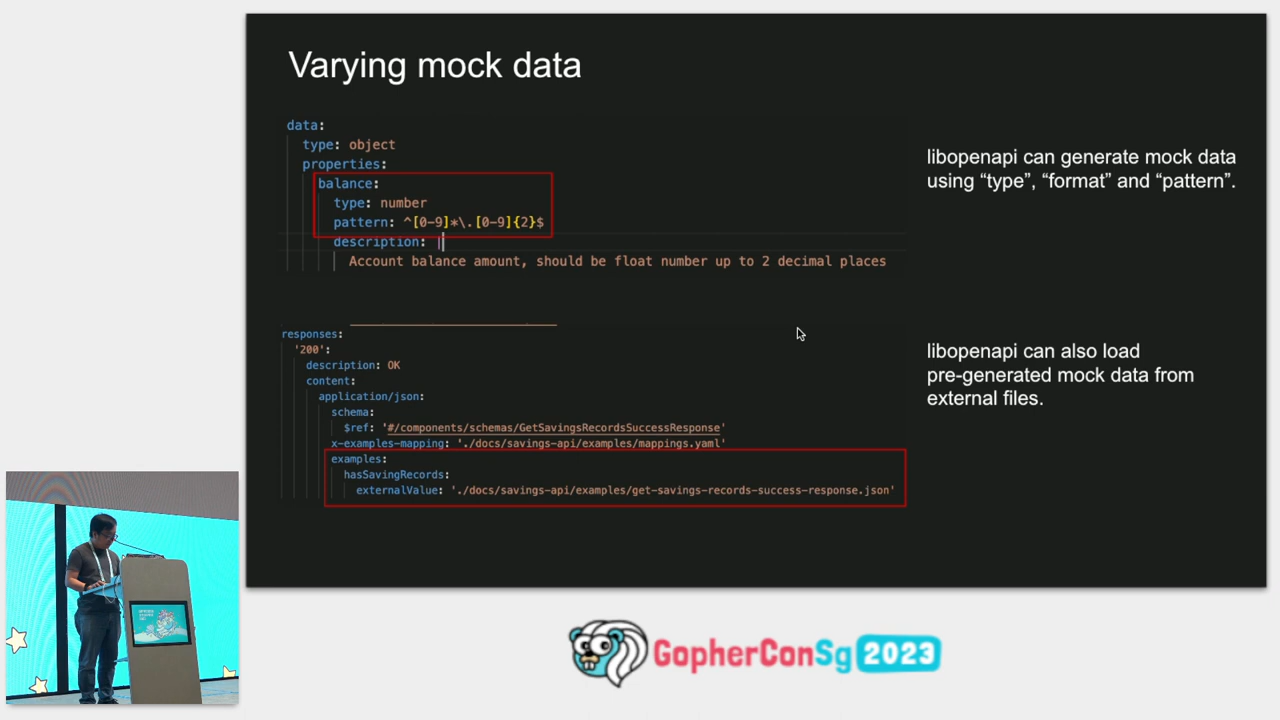 Varying mock data
data:
type: object
properties:
balance:
type: number
pattern: ^[0-9]*\.[0-9]{2}$
description: |
Account balance amount, should be float number up to 2 decimal places
libopenapi can generate mock data
using “type”, “format” and “pattern”.
responses:
'200':
description: OK
content:
application/json:
schema:
$ref: '#/components/schemas/GetSavingsRecordsSuccessResponse'
x-examples-mapping: './docs/savings-api/examples/mappings.yaml'
examples:
hasSavingRecords:
externalValue: './docs/savings-api/examples/get-savings-records-success-response.json'
libopenapi can also load
pre-generated mock data from
external files.
GopherConSg 2023